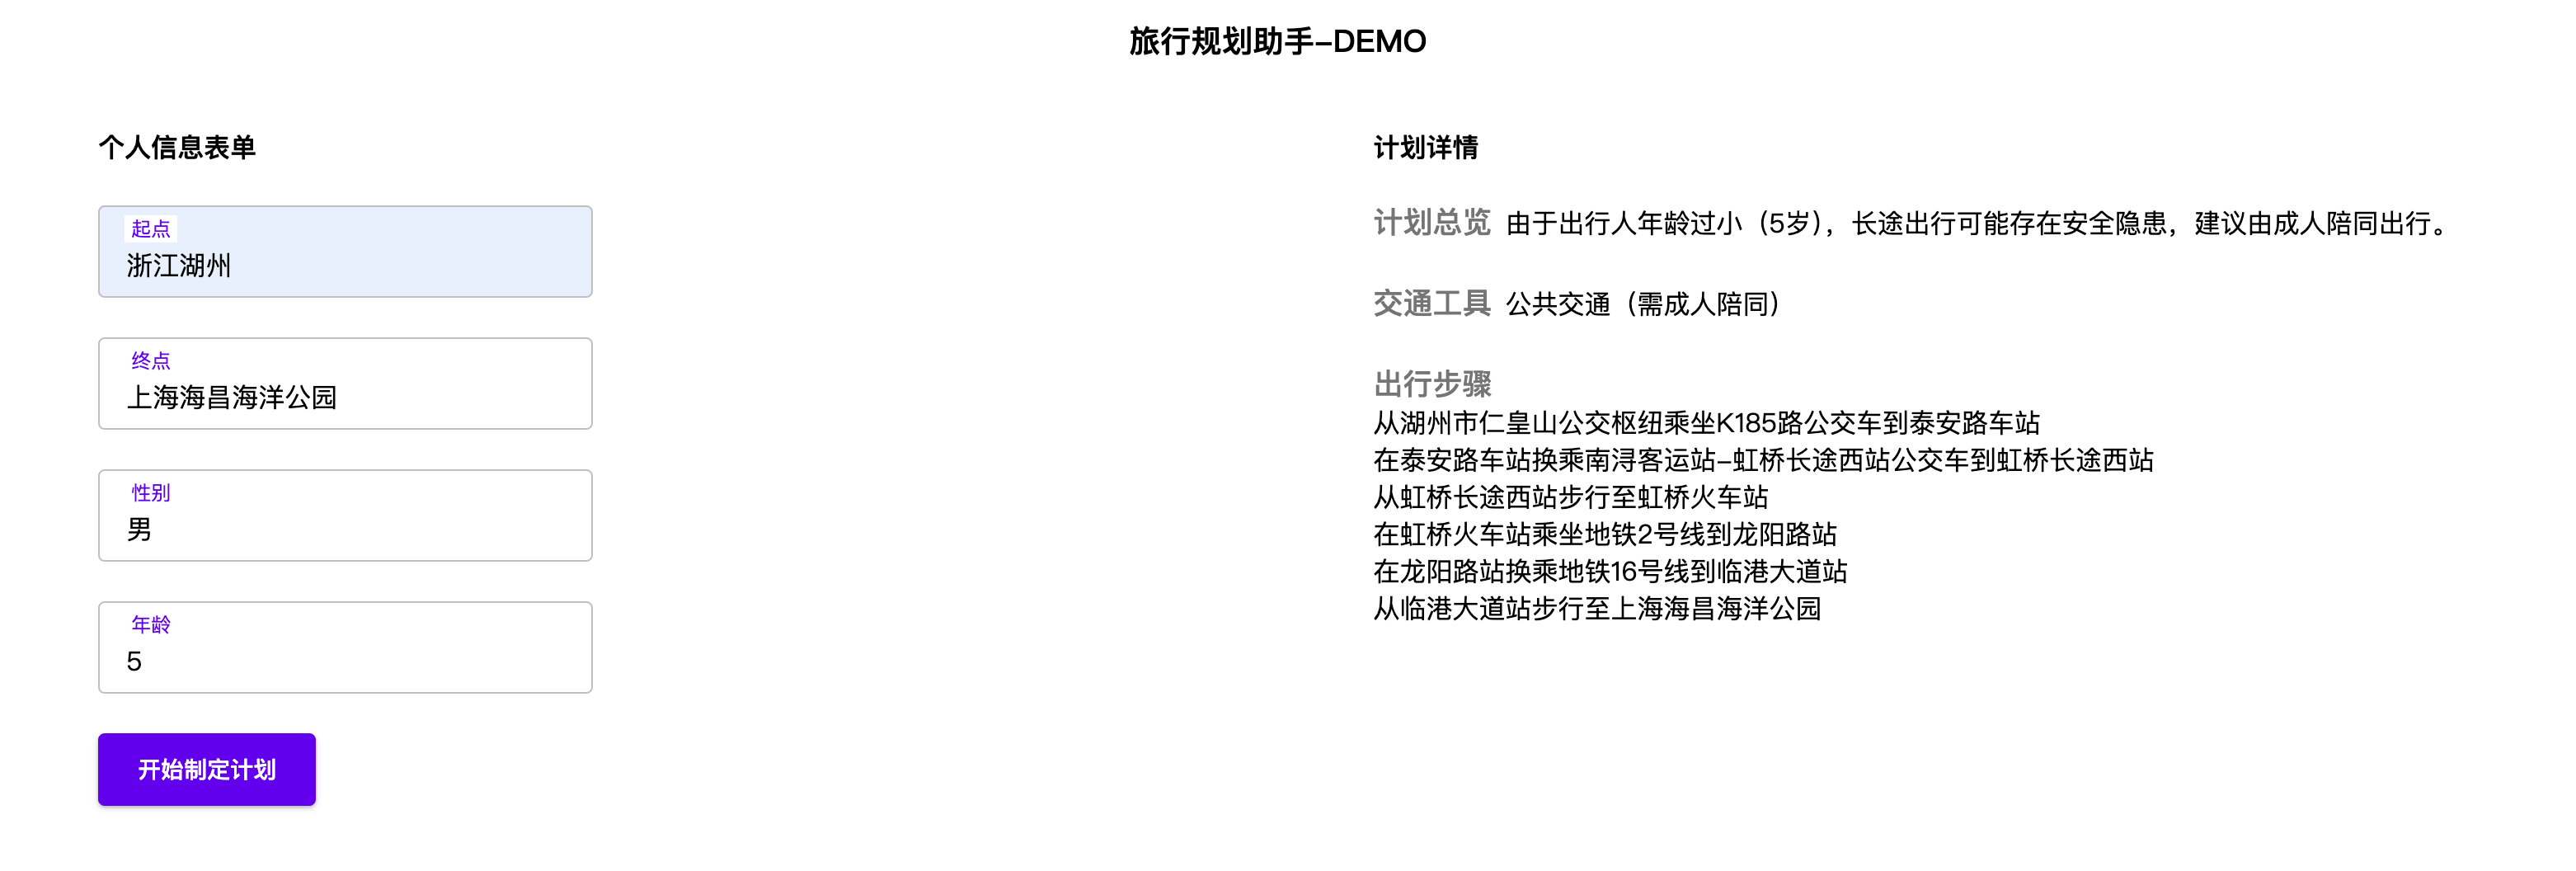 旅行规划助手-DEMO
个人信息表单
起点
浙江湖州
终点
上海海昌海洋公园
性别
男
年龄
5
开始制定计划
计划详情
计划总览 由于出行人年龄过小（5岁），长途出行可能存在安全隐患，建议由成人陪同出行。
交通工具 公共交通（需成人陪同）
出行步骤
从湖州市仁皇山公交枢纽乘坐K185路公交车到泰安路车站
在泰安路车站换乘南浔客运站-虹桥长途西站公交车到虹桥长途西站
从虹桥长途西站步行至虹桥火车站
在虹桥火车站乘坐地铁2号线到龙阳路站
在龙阳路站换乘地铁16号线到临港大道站
从临港大道站步行至上海海昌海洋公园